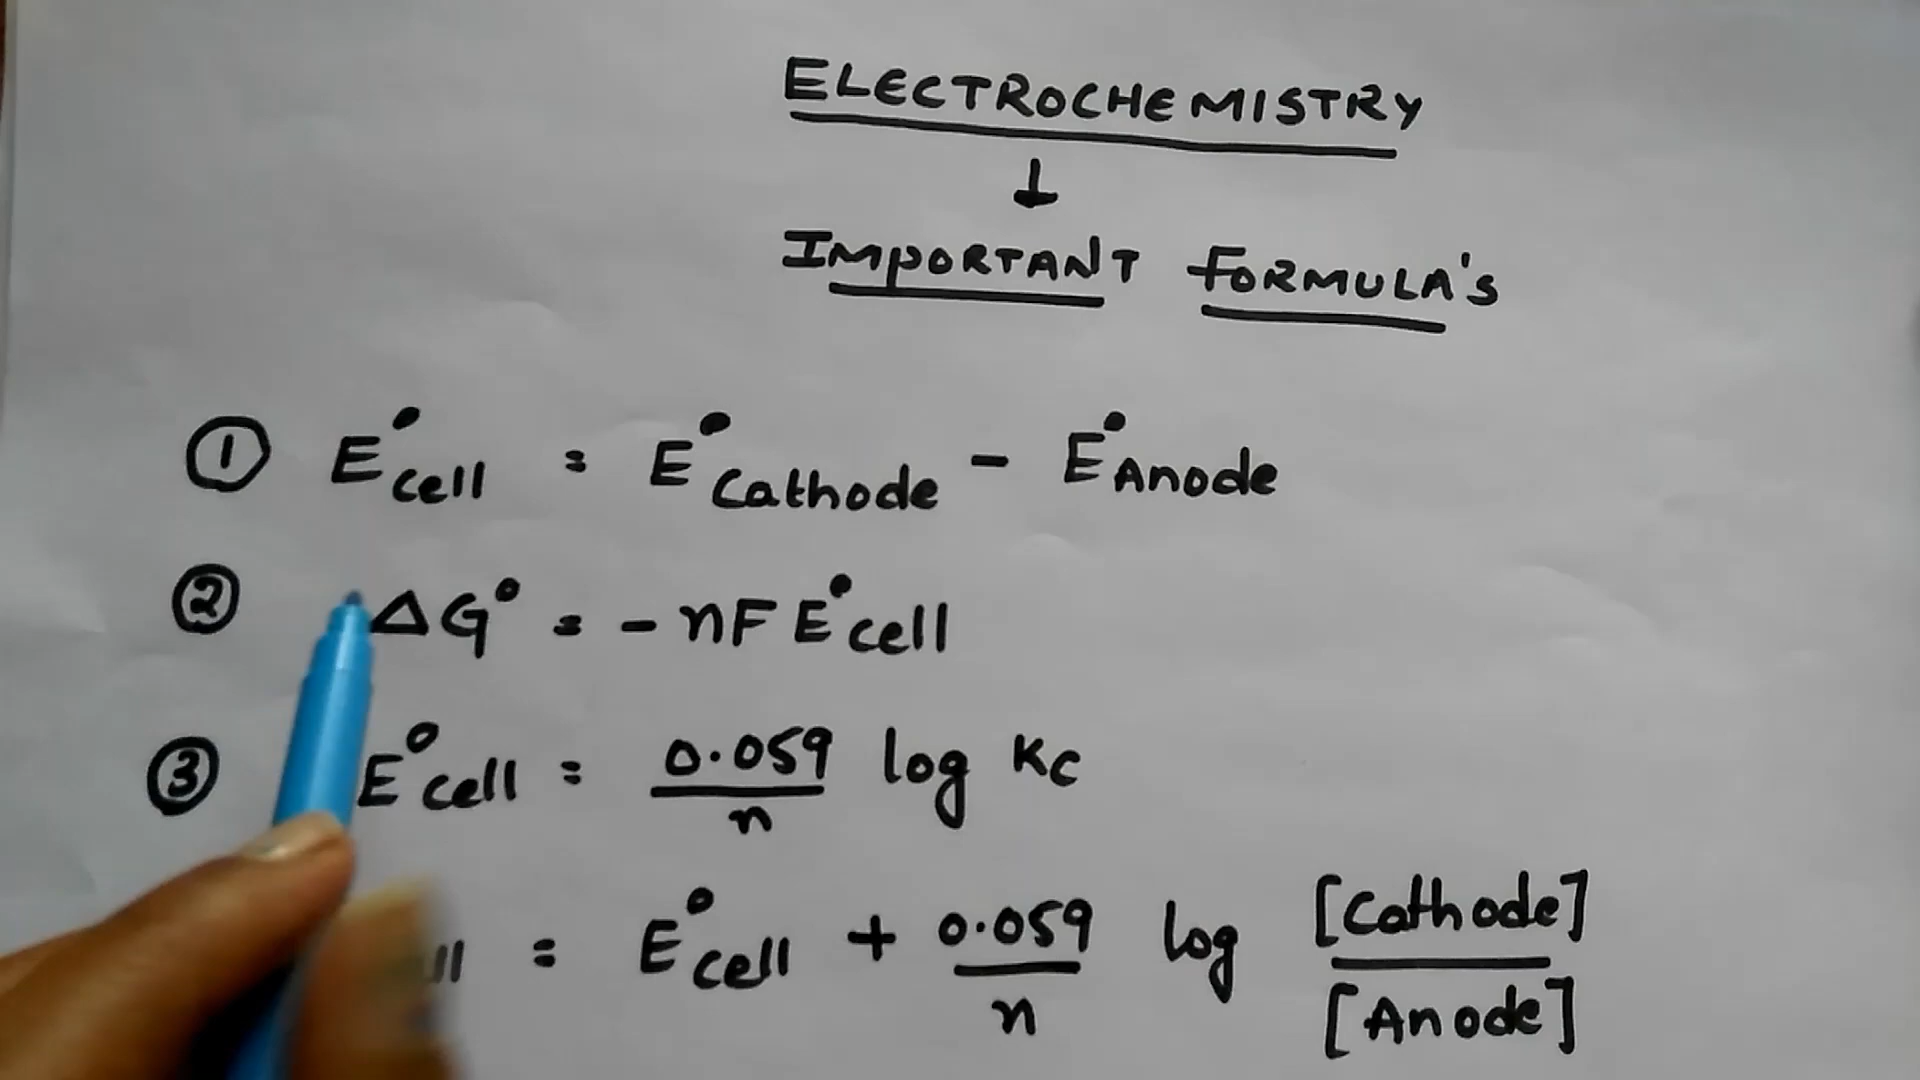 ELECTROCHEMISTRY
↓
IMPORTANT FORMULA'S
① E°cell = E°Cathode - E°Anode
② ΔG° = - nFE°cell
③ E°cell = 0.059/n log Kc
ll = E°cell + 0.059/n log [Cathode]/[Anode]